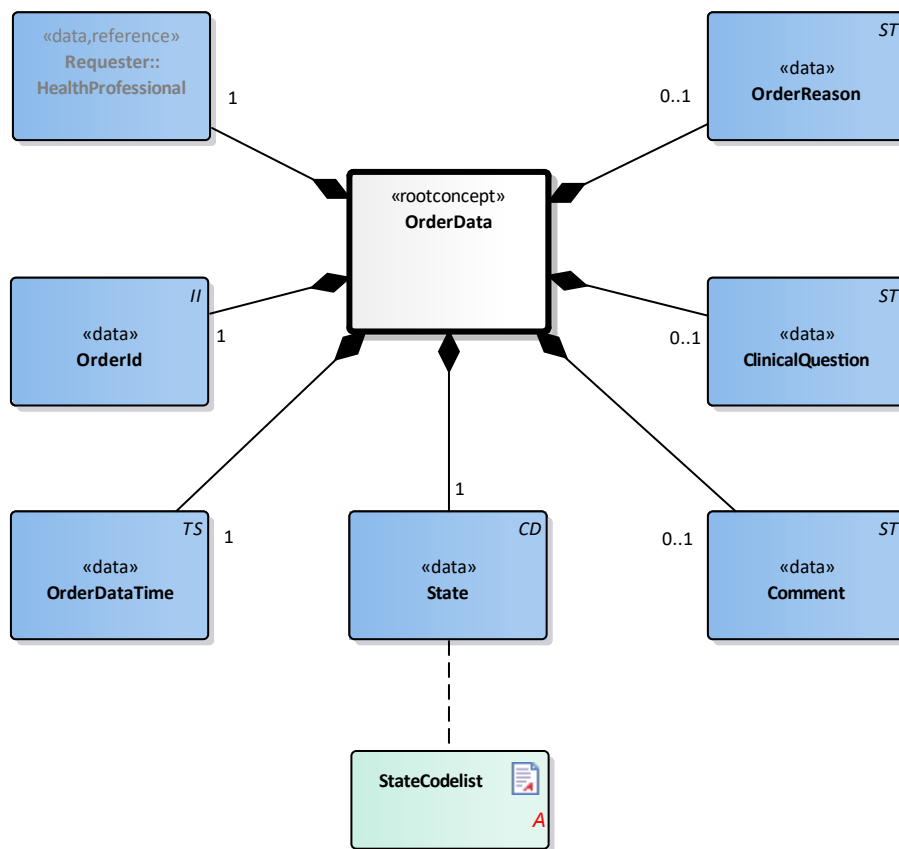 «data,reference»
Requester::
HealthProfessional
1
ST
«data»
OrderReason
0..1
«rootconcept»
OrderData
II
«data»
OrderId
1
ST
«data»
ClinicalQuestion
0..1
TS
«data»
OrderDataTime
1
CD
«data»
State
1
ST
«data»
Comment
0..1
StateCodelist
A